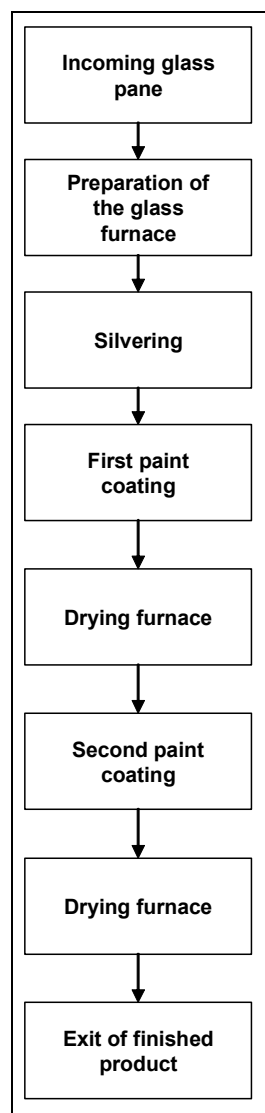 Incoming glass
pane
Preparation of
the glass
furnace
Silvering
First paint
coating
Drying furnace
Second paint
coating
Drying furnace
Exit of finished
product